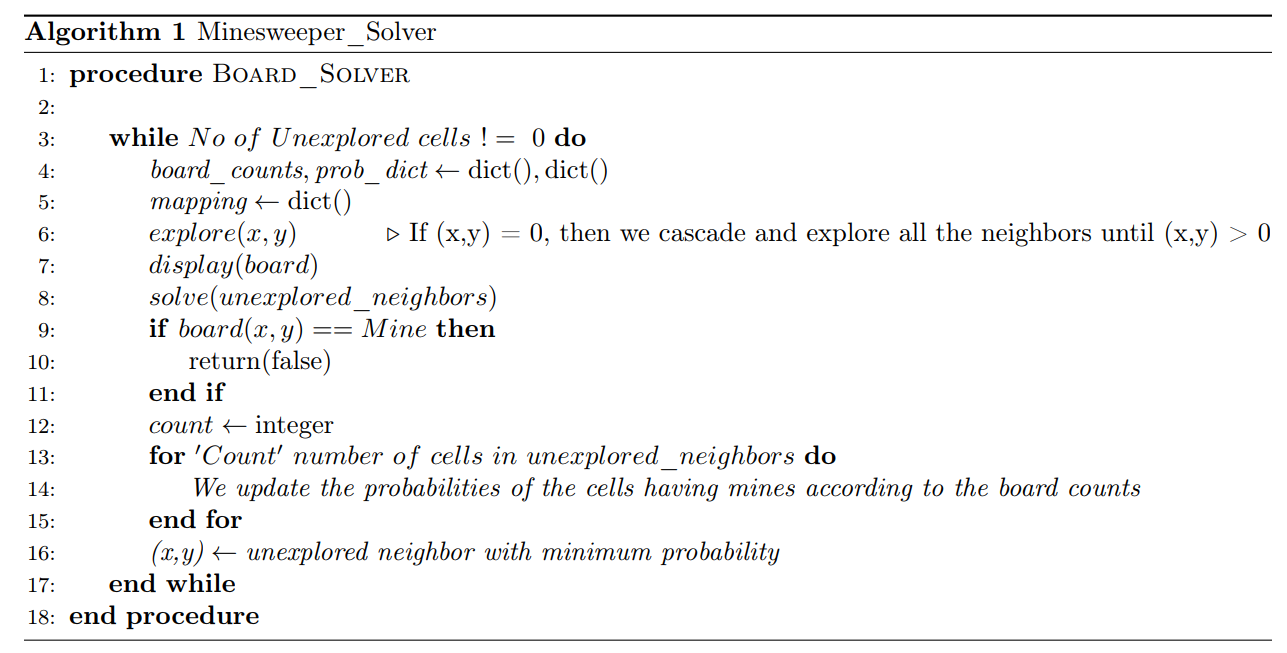 Algorithm 1 Minesweeper_Solver
1: procedure Board_Solver
2:
3: while No of Unexplored cells ! = 0 do
4: board_counts, prob_dict ← dict(), dict()
5: mapping ← dict()
6: explore(x, y) ▷ If (x,y) = 0, then we cascade and explore all the neighbors until (x,y) > 0
7: display(board)
8: solve(unexplored_neighbors)
9: if board(x, y) == Mine then
10: return(false)
11: end if
12: count ← integer
13: for ′Count′ number of cells in unexplored_neighbors do
14: We update the probabilities of the cells having mines according to the board counts
15: end for
16: (x,y) ← unexplored neighbor with minimum probability
17: end while
18: end procedure